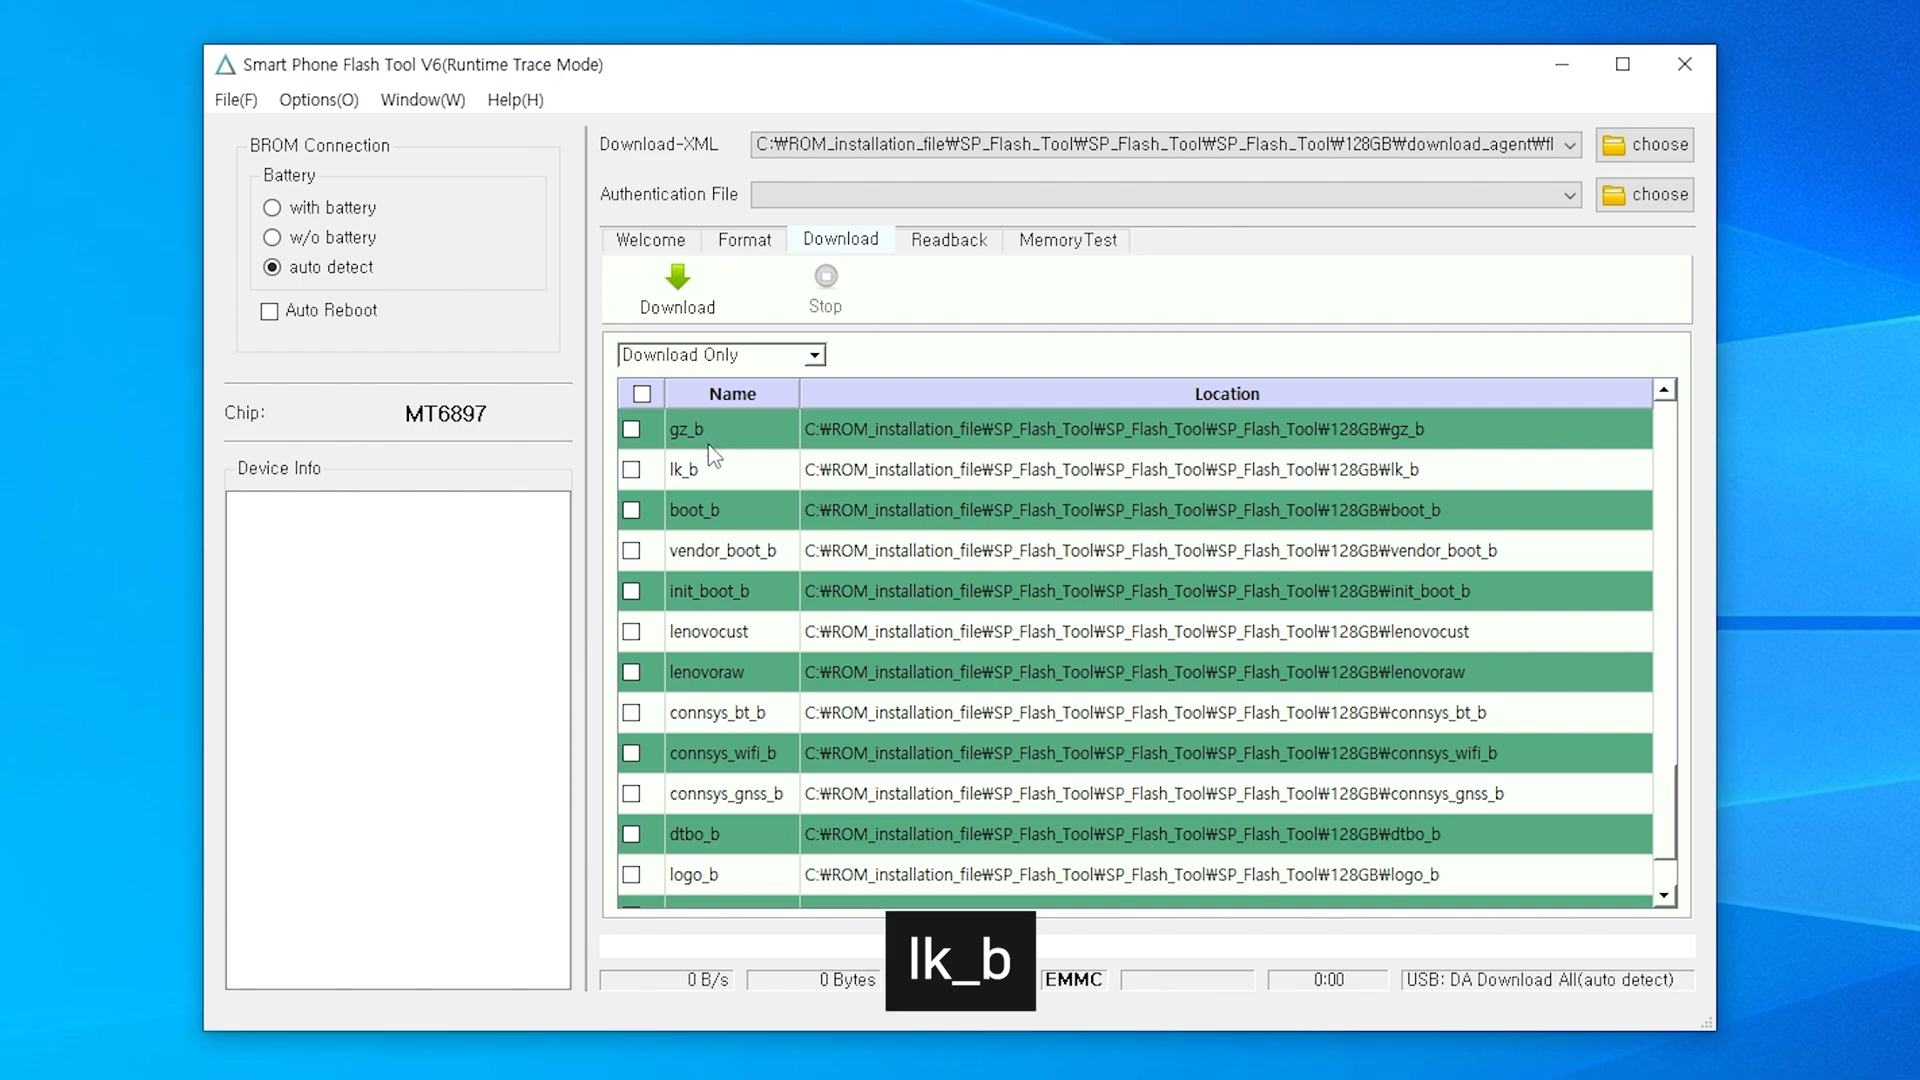 Smart Phone Flash Tool V6(Runtime Trace Mode)
File(F) Options(O) Window(W) Help(H)
BROM Connection
Battery
with battery
w/o battery
auto detect
Auto Reboot
Chip: MT6897
Device Info
Download-XML C:₩ROM_installation_file₩SP_Flash_Tool₩SP_Flash_Tool₩SP_Flash_Tool₩128GB₩download_agent₩fl choose
Authentication File choose
Welcome Format Download Readback MemoryTest
Download Stop
Download Only
Name Location
gz_b C:₩ROM_installation_file₩SP_Flash_Tool₩SP_Flash_Tool₩SP_Flash_Tool₩128GB₩gz_b
lk_b C:₩ROM_installation_file₩SP_Flash_Tool₩SP_Flash_Tool₩SP_Flash_Tool₩128GB₩lk_b
boot_b C:₩ROM_installation_file₩SP_Flash_Tool₩SP_Flash_Tool₩SP_Flash_Tool₩128GB₩boot_b
vendor_boot_b C:₩ROM_installation_file₩SP_Flash_Tool₩SP_Flash_Tool₩SP_Flash_Tool₩128GB₩vendor_boot_b
init_boot_b C:₩ROM_installation_file₩SP_Flash_Tool₩SP_Flash_Tool₩SP_Flash_Tool₩128GB₩init_boot_b
lenovocust C:₩ROM_installation_file₩SP_Flash_Tool₩SP_Flash_Tool₩SP_Flash_Tool₩128GB₩lenovocust
lenovoraw C:₩ROM_installation_file₩SP_Flash_Tool₩SP_Flash_Tool₩SP_Flash_Tool₩128GB₩lenovoraw
connsys_bt_b C:₩ROM_installation_file₩SP_Flash_Tool₩SP_Flash_Tool₩SP_Flash_Tool₩128GB₩connsys_bt_b
connsys_wifi_b C:₩ROM_installation_file₩SP_Flash_Tool₩SP_Flash_Tool₩SP_Flash_Tool₩128GB₩connsys_wifi_b
connsys_gnss_b C:₩ROM_installation_file₩SP_Flash_Tool₩SP_Flash_Tool₩SP_Flash_Tool₩128GB₩connsys_gnss_b
dtbo_b C:₩ROM_installation_file₩SP_Flash_Tool₩SP_Flash_Tool₩SP_Flash_Tool₩128GB₩dtbo_b
logo_b C:₩ROM_installation_file₩SP_Flash_Tool₩SP_Flash_Tool₩SP_Flash_Tool₩128GB₩logo_b
lk_b
0 B/s 0 Bytes EMMC 0:00 USB: DA Download All(auto detect)